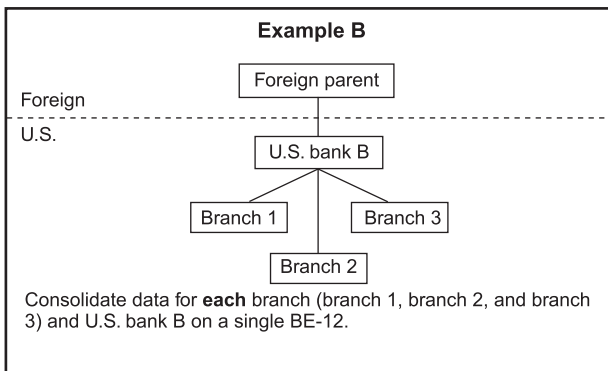 Example B
Foreign parent
Foreign
U.S.
U.S. bank B
Branch 1
Branch 3
Branch 2
Consolidate data for each branch (branch 1, branch 2, and branch
3) and U.S. bank B on a single BE-12.